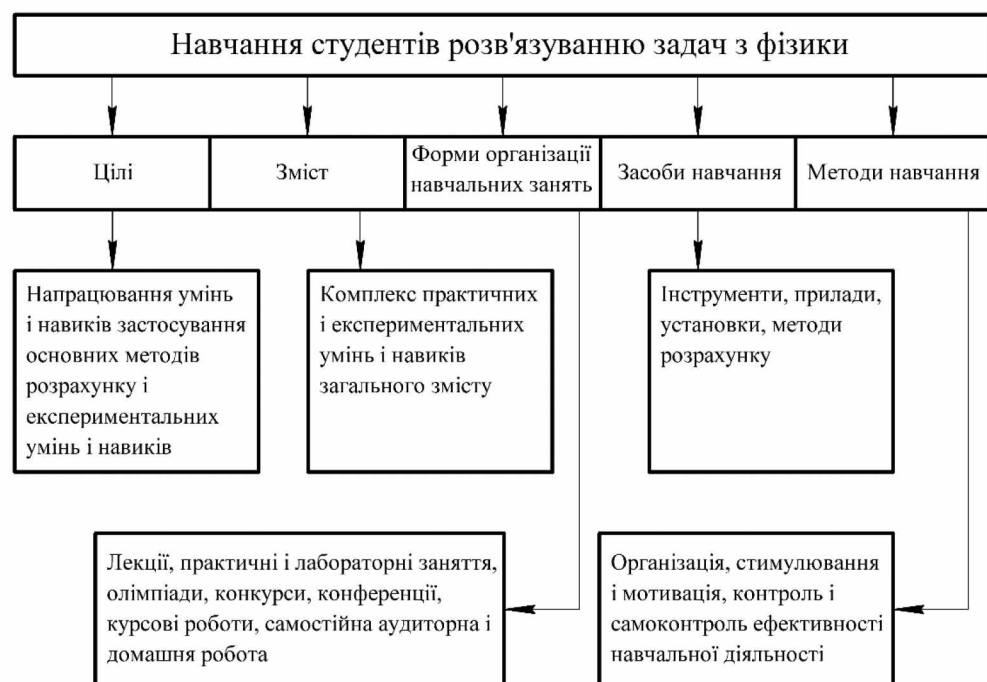 Навчання студентів розв'язуванню задач з фізики
Цілі
Зміст
Форми організації
навчальних занять
Засоби навчання
Методи навчання
Напрацювання умінь
і навиків застосування
основних методів
розрахунку і
експериментальних
умінь і навиків
Комплекс практичних
і експериментальних
умінь і навиків
загального змісту
Інструменти, прилади,
установки, методи
розрахунку
Лекції, практичні і лабораторні заняття,
олімпіади, конкурси, конференції,
курсові роботи, самостійна аудиторна і
домашня робота
Організація, стимулювання
і мотивація, контроль і
самоконтроль ефективності
навчальної діяльності